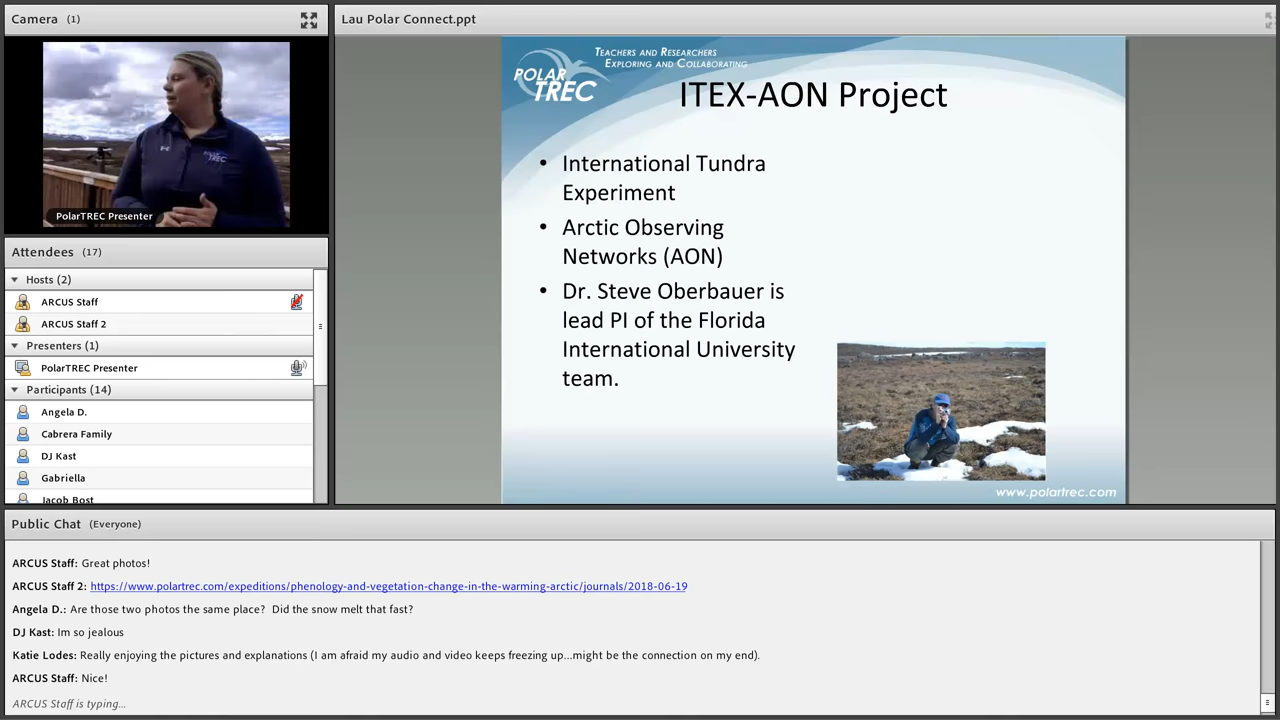 Camera (1)
PolarTREC Presenter
Attendees (17)
Hosts (2)
ARCUS Staff
ARCUS Staff 2
Presenters (1)
PolarTREC Presenter
Participants (14)
Angela D.
Cabrera Family
DJ Kast
Gabriella
Jacob Bost
Lau Polar Connect.ppt
TEACHERS AND RESEARCHERS
EXPLORING AND COLLABORATING
POLAR
TREC
ITEX-AON Project
• International Tundra
Experiment
• Arctic Observing
Networks (AON)
• Dr. Steve Oberbauer is
lead PI of the Florida
International University
team.
www.polartrec.com
Public Chat (Everyone)
ARCUS Staff: Great photos!
ARCUS Staff 2: https://www.polartrec.com/expeditions/phenology-and-vegetation-change-in-the-warming-arctic/journals/2018-06-19
Angela D.: Are those two photos the same place? Did the snow melt that fast?
DJ Kast: Im so jealous
Katie Lodes: Really enjoying the pictures and explanations (I am afraid my audio and video keeps freezing up...might be the connection on my end).
ARCUS Staff: Nice!
ARCUS Staff is typing...